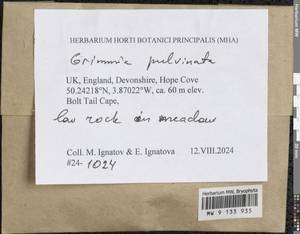 HERBARIUM HORTI BOTANICI PRINCIPALIS (MHA)
Grimmia pulvinata
UK, England, Devonshire, Hope Cove
50.24218°N, 3.87022°W, ca. 60 m elev.
Bolt Tail Cape,
low rock in meadow
Coll. M. Ignatov & E. Ignatova 12.VIII.2024
#24- 1024
Herbarium MW, Bryophyta
MW 9 133 935